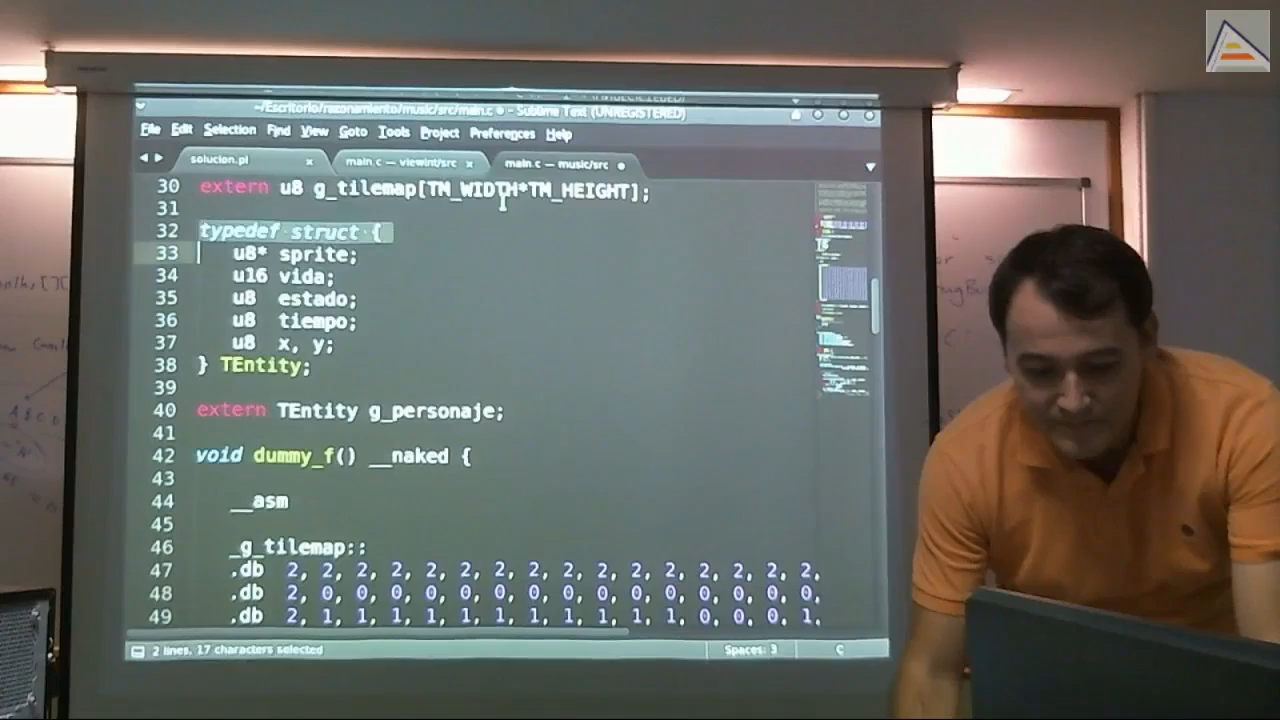 ~/Escritorio/razonamiento/music/src/main.c • - Sublime Text (UNREGISTERED)
File Edit Selection Find View Goto Tools Project Preferences Help
solucion.pl × main.c — viewint/src × main.c — music/src •
30 extern u8 g_tilemap[TM_WIDTH*TM_HEIGHT];
31
32 typedef struct {
33 u8* sprite;
34 u16 vida;
35 u8 estado;
36 u8 tiempo;
37 u8 x, y;
38 } TEntity;
39
40 extern TEntity g_personaje;
41
42 void dummy_f() __naked {
43
44 __asm
45
46 _g_tilemap::
47 .db 2, 2, 2, 2, 2, 2, 2, 2, 2, 2, 2, 2, 2, 2, 2, 2,
48 .db 2, 0, 0, 0, 0, 0, 0, 0, 0, 0, 0, 0, 0, 0, 0, 0,
49 .db 2, 1, 1, 1, 1, 1, 1, 1, 1, 1, 1, 1, 0, 0, 0, 1,
2 lines, 17 characters selected Spaces: 3 C